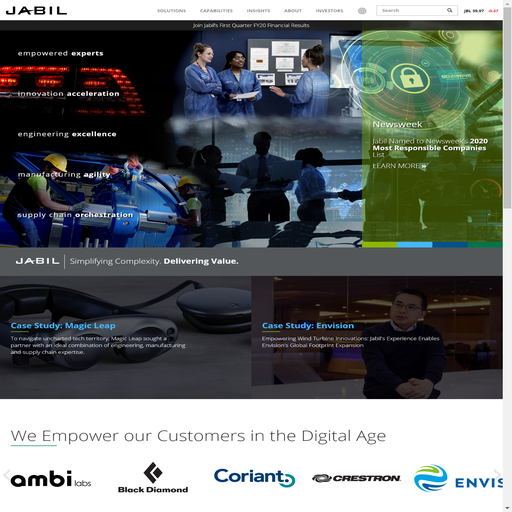 JABIL
SOLUTIONS CAPABILITIES INSIGHTS ABOUT INVESTORS
Search
JBL 39.97 -0.47
Join Jabil's First Quarter FY20 Financial Results
empowered experts
innovation acceleration
engineering excellence
manufacturing agility
supply chain orchestration
Newsweek
Jabil Named to Newsweek's 2020
Most Responsible Companies
List
LEARN MORE »
JABIL Simplifying Complexity. Delivering Value.
Case Study: Magic Leap
To navigate uncharted tech territory, Magic Leap sought a
partner with an ideal combination of engineering, manufacturing
and supply chain expertise.
Case Study: Envision
Empowering Wind Turbine Innovations: Jabil's Experience Enables
Envision's Global Footprint Expansion
We Empower our Customers in the Digital Age
ambi labs
Black Diamond
Coriant
CRESTRON.
ENVIS